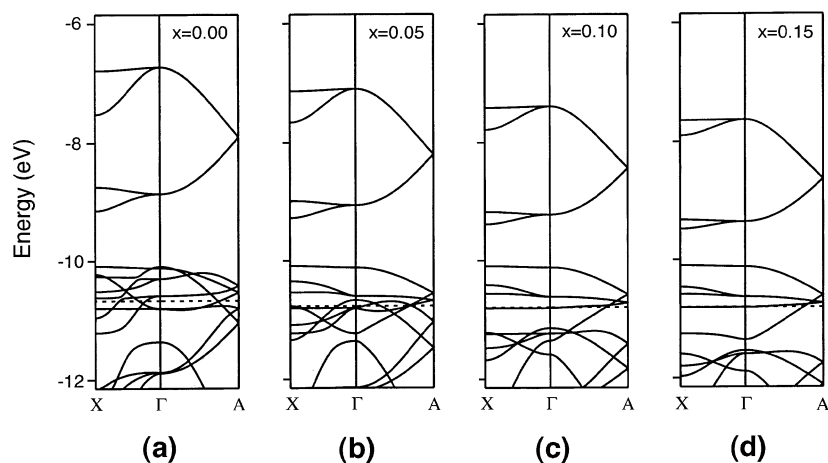 -6
-8
-10
-12
Energy (eV)
x=0.00
x=0.05
x=0.10
x=0.15
X Γ A
X Γ A
X Γ A
X Γ A
(a)
(b)
(c)
(d)